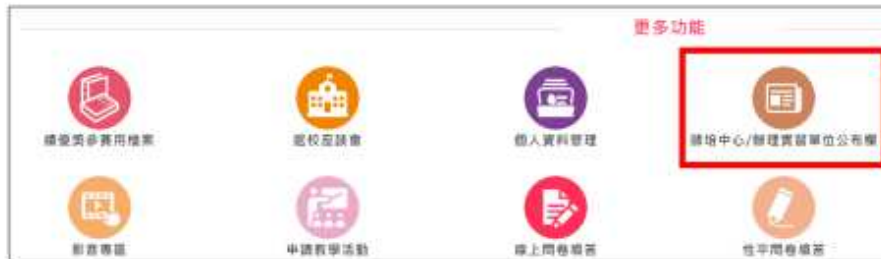 更多功能
績優獎參賽用檔案
返校座談會
個人資料管理
師培中心/辦理實習單位公布欄
影音專區
申請教學活動
線上問卷填答
性平問卷填答